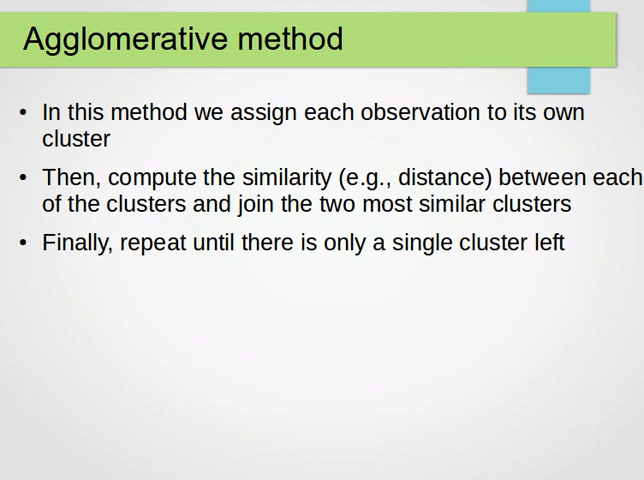 Agglomerative method
• In this method we assign each observation to its own
cluster
• Then, compute the similarity (e.g., distance) between each
of the clusters and join the two most similar clusters
• Finally, repeat until there is only a single cluster left